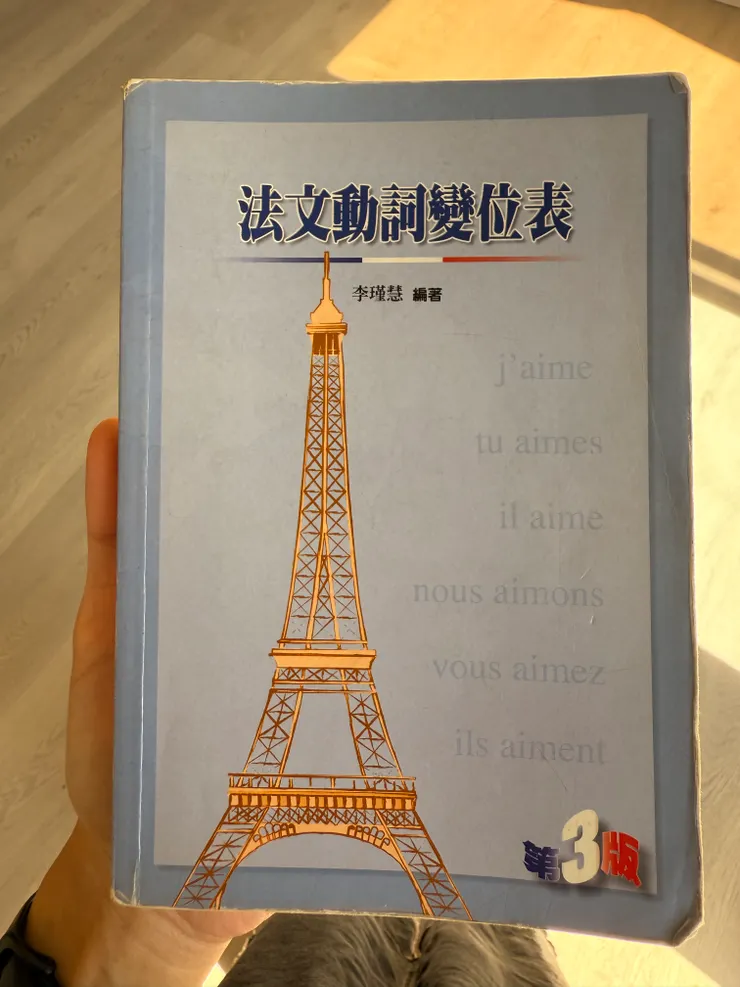 法文動詞變位表
李瑾慧 編著
j'aime
tu aimes
il aime
nous aimons
vous aimez
ils aiment
第3版